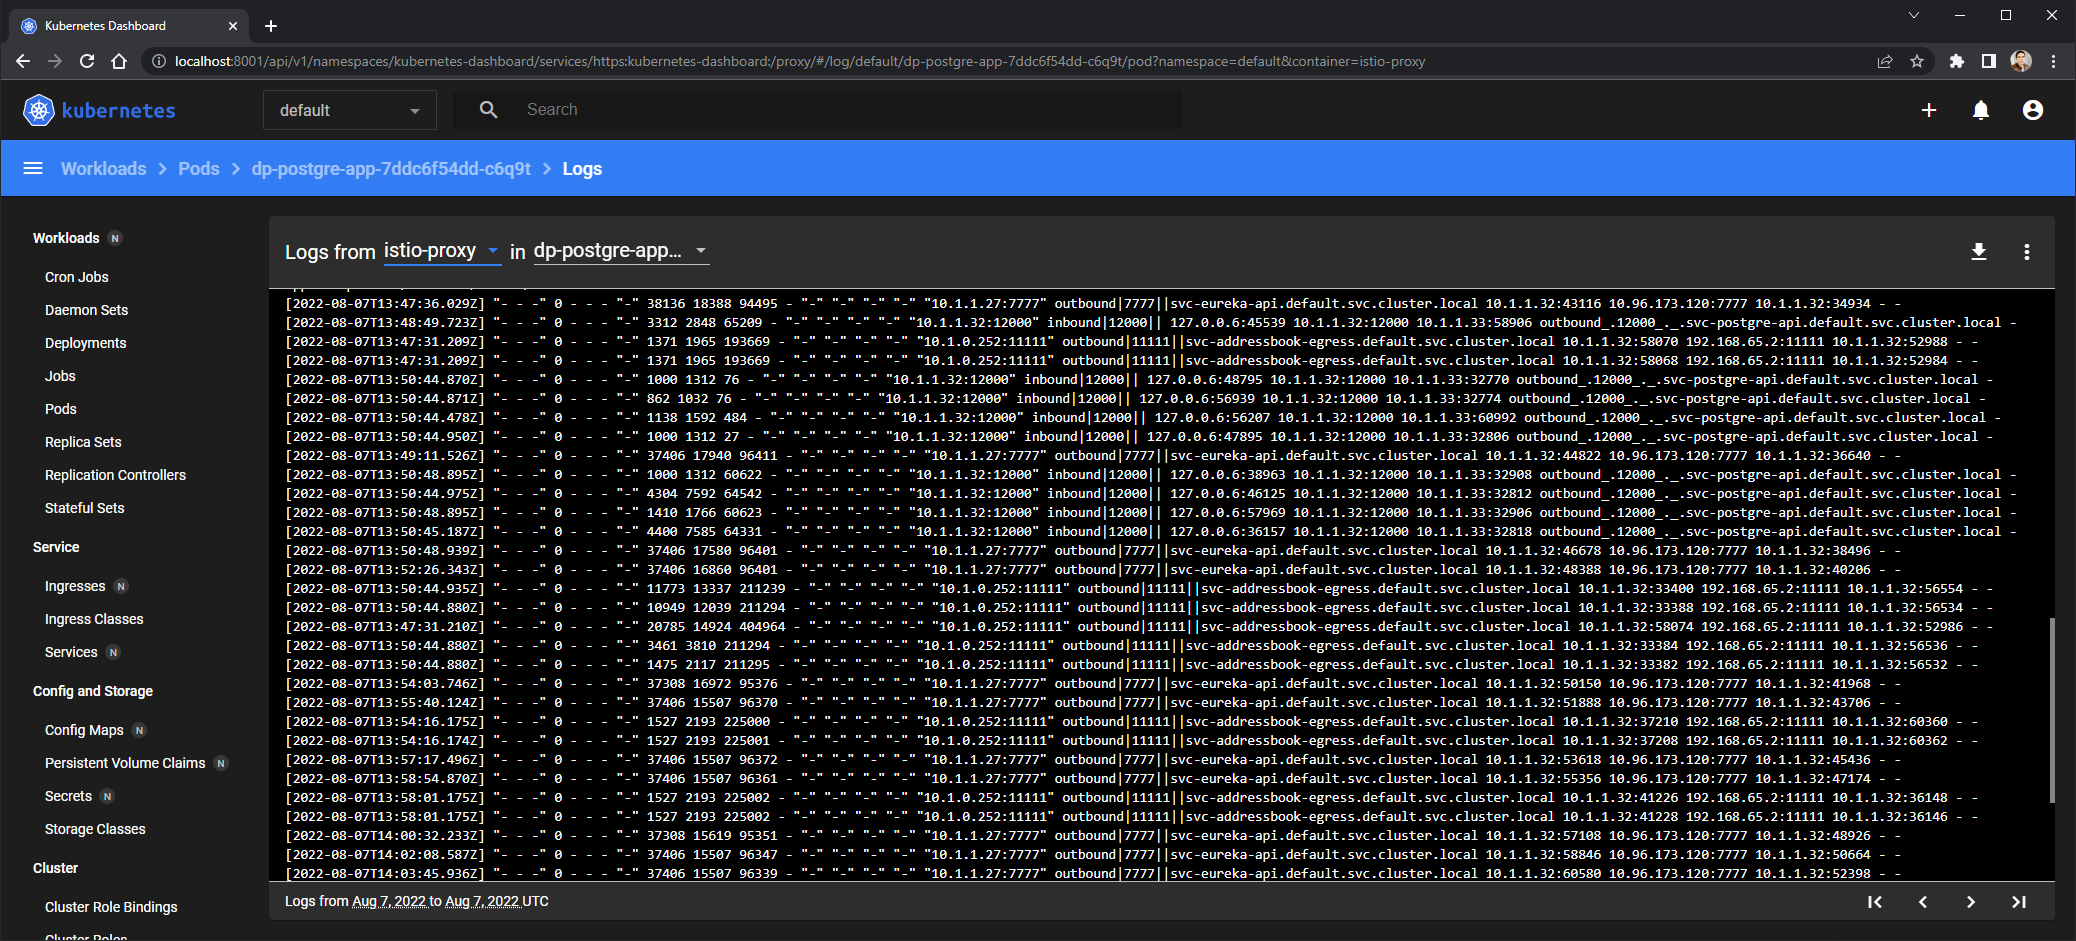 Kubernetes Dashboard
localhost:8001/api/v1/namespaces/kubernetes-dashboard/services/https:kubernetes-dashboard:/proxy/#/log/default/dp-postgre-app-7ddc6f54dd-c6q9t/pod?namespace=default&container=istio-proxy
kubernetes default Search
Workloads > Pods > dp-postgre-app-7ddc6f54dd-c6q9t > Logs
Workloads N
Cron Jobs
Daemon Sets
Deployments
Jobs
Pods
Replica Sets
Replication Controllers
Stateful Sets
Service
Ingresses N
Ingress Classes
Services N
Config and Storage
Config Maps N
Persistent Volume Claims N
Secrets N
Storage Classes
Cluster
Cluster Role Bindings
Cluster Roles
Logs from istio-proxy in dp-postgre-app...
[2022-08-07T13:47:36.029Z] "- - -" 0 - - - "-" 38136 18388 94495 - "-" "-" "-" "-" "10.1.1.27:7777" outbound|7777||svc-eureka-api.default.svc.cluster.local 10.1.1.32:43116 10.96.173.120:7777 10.1.1.32:34934 - -
[2022-08-07T13:48:49.723Z] "- - -" 0 - - - "-" 3312 2848 65209 - "-" "-" "-" "-" "10.1.1.32:12000" inbound|12000|| 127.0.0.6:45539 10.1.1.32:12000 10.1.1.33:58906 outbound_.12000_._.svc-postgre-api.default.svc.cluster.local -
[2022-08-07T13:47:31.209Z] "- - -" 0 - - - "-" 1371 1965 193669 - "-" "-" "-" "-" "10.1.0.252:11111" outbound|11111||svc-addressbook-egress.default.svc.cluster.local 10.1.1.32:58070 192.168.65.2:11111 10.1.1.32:52988 - -
[2022-08-07T13:47:31.209Z] "- - -" 0 - - - "-" 1371 1965 193669 - "-" "-" "-" "-" "10.1.0.252:11111" outbound|11111||svc-addressbook-egress.default.svc.cluster.local 10.1.1.32:58068 192.168.65.2:11111 10.1.1.32:52984 - -
[2022-08-07T13:50:44.870Z] "- - -" 0 - - - "-" 1000 1312 76 - "-" "-" "-" "-" "10.1.1.32:12000" inbound|12000|| 127.0.0.6:48795 10.1.1.32:12000 10.1.1.33:32770 outbound_.12000_._.svc-postgre-api.default.svc.cluster.local -
[2022-08-07T13:50:44.871Z] "- - -" 0 - - - "-" 862 1032 76 - "-" "-" "-" "-" "10.1.1.32:12000" inbound|12000|| 127.0.0.6:56939 10.1.1.32:12000 10.1.1.33:32774 outbound_.12000_._.svc-postgre-api.default.svc.cluster.local -
[2022-08-07T13:50:44.478Z] "- - -" 0 - - - "-" 1138 1592 484 - "-" "-" "-" "-" "10.1.1.32:12000" inbound|12000|| 127.0.0.6:56207 10.1.1.32:12000 10.1.1.33:60992 outbound_.12000_._.svc-postgre-api.default.svc.cluster.local -
[2022-08-07T13:50:44.950Z] "- - -" 0 - - - "-" 1000 1312 27 - "-" "-" "-" "-" "10.1.1.32:12000" inbound|12000|| 127.0.0.6:47895 10.1.1.32:12000 10.1.1.33:32806 outbound_.12000_._.svc-postgre-api.default.svc.cluster.local -
[2022-08-07T13:49:11.526Z] "- - -" 0 - - - "-" 37406 17940 96411 - "-" "-" "-" "-" "10.1.1.27:7777" outbound|7777||svc-eureka-api.default.svc.cluster.local 10.1.1.32:44822 10.96.173.120:7777 10.1.1.32:36640 - -
[2022-08-07T13:50:48.895Z] "- - -" 0 - - - "-" 1000 1312 60622 - "-" "-" "-" "-" "10.1.1.32:12000" inbound|12000|| 127.0.0.6:38963 10.1.1.32:12000 10.1.1.33:32908 outbound_.12000_._.svc-postgre-api.default.svc.cluster.local -
[2022-08-07T13:50:44.975Z] "- - -" 0 - - - "-" 4304 7592 64542 - "-" "-" "-" "-" "10.1.1.32:12000" inbound|12000|| 127.0.0.6:46125 10.1.1.32:12000 10.1.1.33:32812 outbound_.12000_._.svc-postgre-api.default.svc.cluster.local -
[2022-08-07T13:50:48.895Z] "- - -" 0 - - - "-" 1410 1766 60623 - "-" "-" "-" "-" "10.1.1.32:12000" inbound|12000|| 127.0.0.6:57969 10.1.1.32:12000 10.1.1.33:32906 outbound_.12000_._.svc-postgre-api.default.svc.cluster.local -
[2022-08-07T13:50:45.187Z] "- - -" 0 - - - "-" 4400 7585 64331 - "-" "-" "-" "-" "10.1.1.32:12000" inbound|12000|| 127.0.0.6:36157 10.1.1.32:12000 10.1.1.33:32818 outbound_.12000_._.svc-postgre-api.default.svc.cluster.local -
[2022-08-07T13:50:48.939Z] "- - -" 0 - - - "-" 37406 17580 96401 - "-" "-" "-" "-" "10.1.1.27:7777" outbound|7777||svc-eureka-api.default.svc.cluster.local 10.1.1.32:46678 10.96.173.120:7777 10.1.1.32:38496 - -
[2022-08-07T13:52:26.343Z] "- - -" 0 - - - "-" 37406 16860 96401 - "-" "-" "-" "-" "10.1.1.27:7777" outbound|7777||svc-eureka-api.default.svc.cluster.local 10.1.1.32:48388 10.96.173.120:7777 10.1.1.32:40206 - -
[2022-08-07T13:50:44.935Z] "- - -" 0 - - - "-" 11773 13337 211239 - "-" "-" "-" "-" "10.1.0.252:11111" outbound|11111||svc-addressbook-egress.default.svc.cluster.local 10.1.1.32:33400 192.168.65.2:11111 10.1.1.32:56554 - -
[2022-08-07T13:50:44.880Z] "- - -" 0 - - - "-" 10949 12039 211294 - "-" "-" "-" "-" "10.1.0.252:11111" outbound|11111||svc-addressbook-egress.default.svc.cluster.local 10.1.1.32:33388 192.168.65.2:11111 10.1.1.32:56534 - -
[2022-08-07T13:47:31.210Z] "- - -" 0 - - - "-" 20785 14924 404964 - "-" "-" "-" "-" "10.1.0.252:11111" outbound|11111||svc-addressbook-egress.default.svc.cluster.local 10.1.1.32:58074 192.168.65.2:11111 10.1.1.32:52986 - -
[2022-08-07T13:50:44.880Z] "- - -" 0 - - - "-" 3461 3810 211294 - "-" "-" "-" "-" "10.1.0.252:11111" outbound|11111||svc-addressbook-egress.default.svc.cluster.local 10.1.1.32:33384 192.168.65.2:11111 10.1.1.32:56536 - -
[2022-08-07T13:50:44.880Z] "- - -" 0 - - - "-" 1475 2117 211295 - "-" "-" "-" "-" "10.1.0.252:11111" outbound|11111||svc-addressbook-egress.default.svc.cluster.local 10.1.1.32:33382 192.168.65.2:11111 10.1.1.32:56532 - -
[2022-08-07T13:54:03.746Z] "- - -" 0 - - - "-" 37308 16972 95376 - "-" "-" "-" "-" "10.1.1.27:7777" outbound|7777||svc-eureka-api.default.svc.cluster.local 10.1.1.32:50150 10.96.173.120:7777 10.1.1.32:41968 - -
[2022-08-07T13:55:40.124Z] "- - -" 0 - - - "-" 37406 15507 96370 - "-" "-" "-" "-" "10.1.1.27:7777" outbound|7777||svc-eureka-api.default.svc.cluster.local 10.1.1.32:51888 10.96.173.120:7777 10.1.1.32:43706 - -
[2022-08-07T13:54:16.175Z] "- - -" 0 - - - "-" 1527 2193 225000 - "-" "-" "-" "-" "10.1.0.252:11111" outbound|11111||svc-addressbook-egress.default.svc.cluster.local 10.1.1.32:37210 192.168.65.2:11111 10.1.1.32:60360 - -
[2022-08-07T13:54:16.174Z] "- - -" 0 - - - "-" 1527 2193 225001 - "-" "-" "-" "-" "10.1.0.252:11111" outbound|11111||svc-addressbook-egress.default.svc.cluster.local 10.1.1.32:37208 192.168.65.2:11111 10.1.1.32:60362 - -
[2022-08-07T13:57:17.496Z] "- - -" 0 - - - "-" 37406 15507 96372 - "-" "-" "-" "-" "10.1.1.27:7777" outbound|7777||svc-eureka-api.default.svc.cluster.local 10.1.1.32:53618 10.96.173.120:7777 10.1.1.32:45436 - -
[2022-08-07T13:58:54.870Z] "- - -" 0 - - - "-" 37406 15507 96361 - "-" "-" "-" "-" "10.1.1.27:7777" outbound|7777||svc-eureka-api.default.svc.cluster.local 10.1.1.32:55356 10.96.173.120:7777 10.1.1.32:47174 - -
[2022-08-07T13:58:01.175Z] "- - -" 0 - - - "-" 1527 2193 225002 - "-" "-" "-" "-" "10.1.0.252:11111" outbound|11111||svc-addressbook-egress.default.svc.cluster.local 10.1.1.32:41226 192.168.65.2:11111 10.1.1.32:36148 - -
[2022-08-07T13:58:01.175Z] "- - -" 0 - - - "-" 1527 2193 225002 - "-" "-" "-" "-" "10.1.0.252:11111" outbound|11111||svc-addressbook-egress.default.svc.cluster.local 10.1.1.32:41228 192.168.65.2:11111 10.1.1.32:36146 - -
[2022-08-07T14:00:32.233Z] "- - -" 0 - - - "-" 37308 15619 95351 - "-" "-" "-" "-" "10.1.1.27:7777" outbound|7777||svc-eureka-api.default.svc.cluster.local 10.1.1.32:57108 10.96.173.120:7777 10.1.1.32:48926 - -
[2022-08-07T14:02:08.587Z] "- - -" 0 - - - "-" 37406 15507 96347 - "-" "-" "-" "-" "10.1.1.27:7777" outbound|7777||svc-eureka-api.default.svc.cluster.local 10.1.1.32:58846 10.96.173.120:7777 10.1.1.32:50664 - -
[2022-08-07T14:03:45.936Z] "- - -" 0 - - - "-" 37406 15507 96339 - "-" "-" "-" "-" "10.1.1.27:7777" outbound|7777||svc-eureka-api.default.svc.cluster.local 10.1.1.32:60580 10.96.173.120:7777 10.1.1.32:52398 - -
Logs from Aug 7, 2022 to Aug 7, 2022 UTC